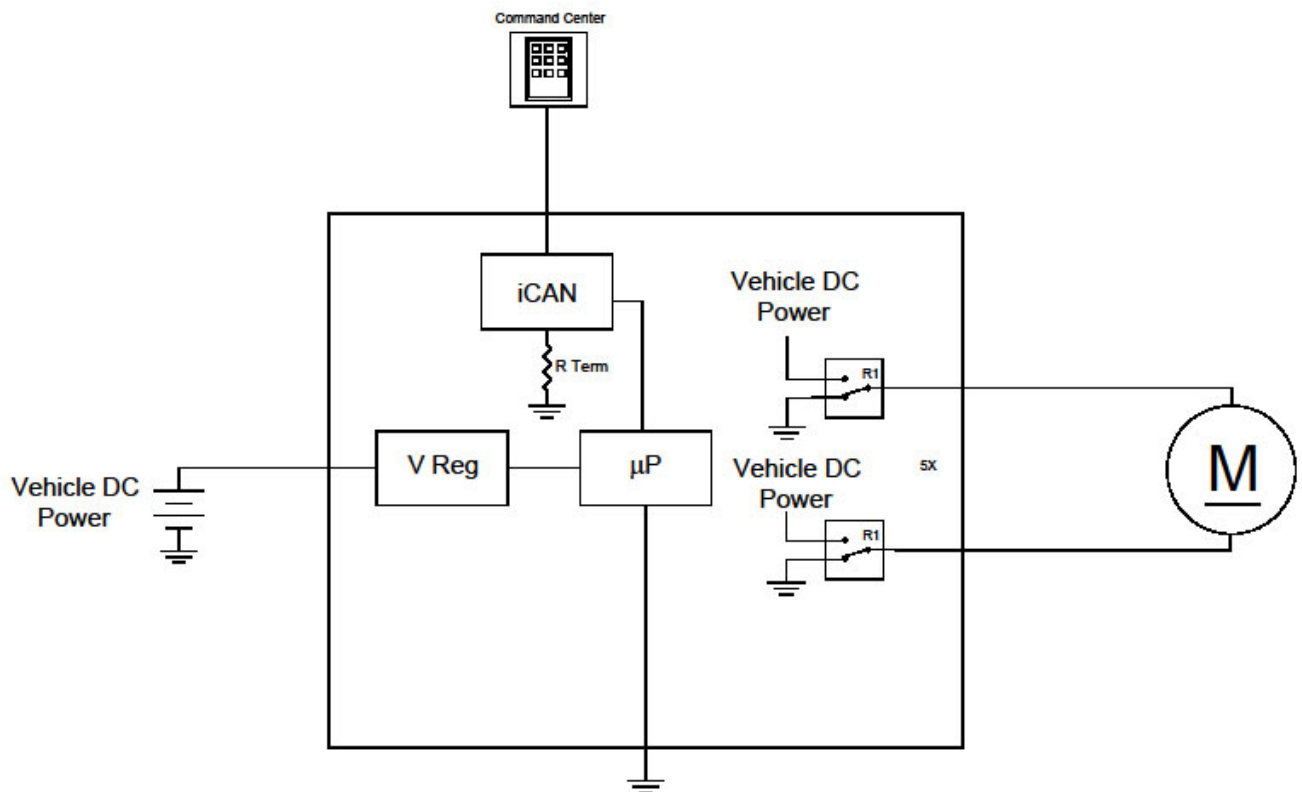 Command Center
iCAN
R Term
Vehicle DC
Power
R1
V Reg
µP
Vehicle DC
Power
5X
R1
M
Vehicle DC
Power